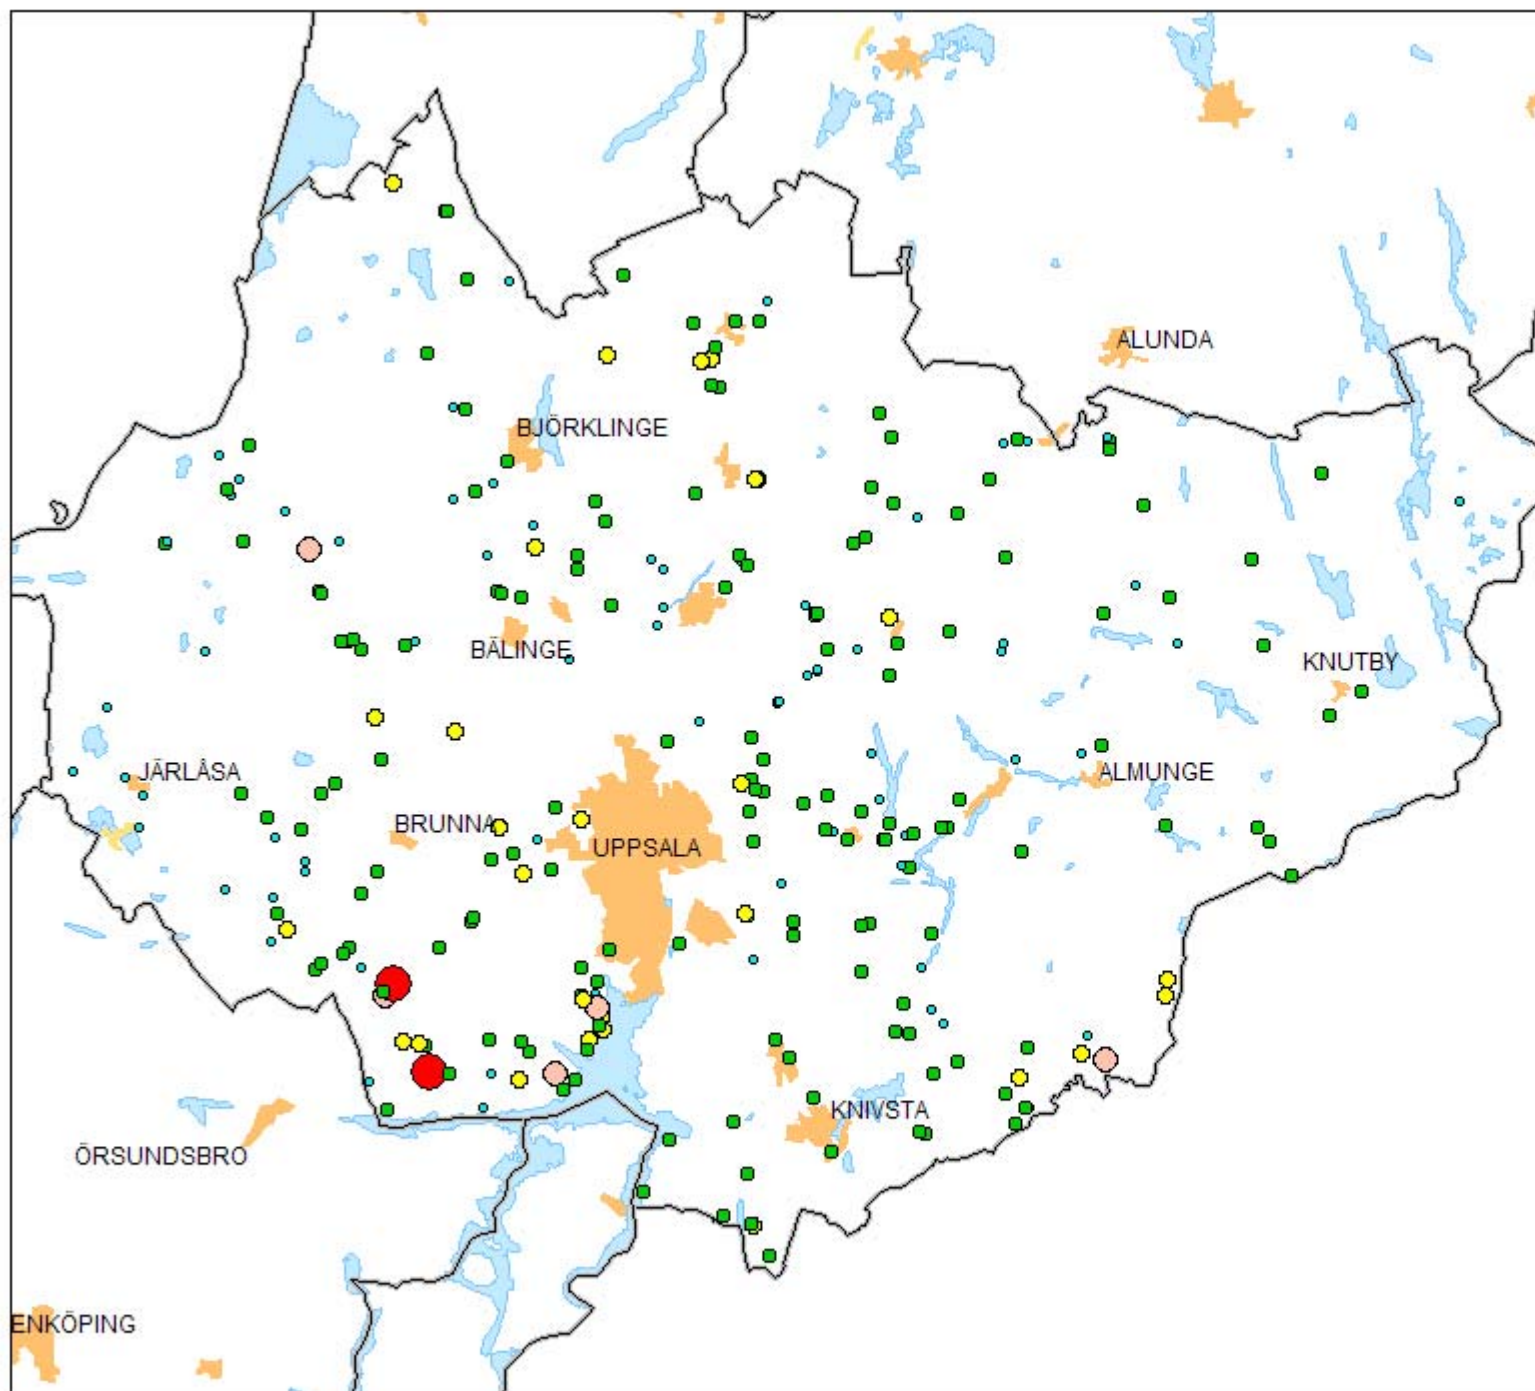 ALUNDA
BJÖRKLINGE
BÄLINGE
KNUTBY
JÄRLÅSA
ALMUNGE
BRUNNA
UPPSALA
KNIVSTA
ÖRSUNDSBRO
ENKÖPING